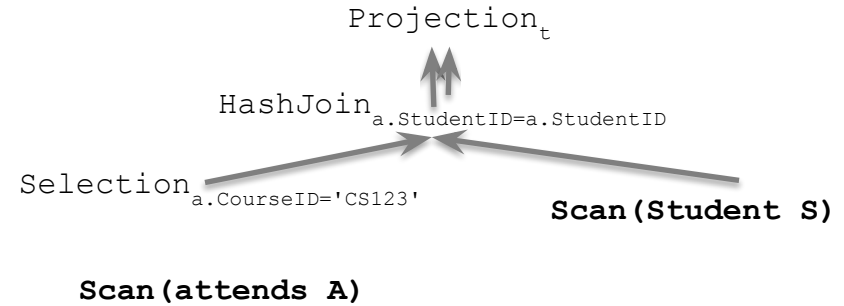 Projection_t
HashJoin_a.StudentID=a.StudentID
Selection_a.CourseID='CS123'
Scan(Student S)
Scan(attends A)